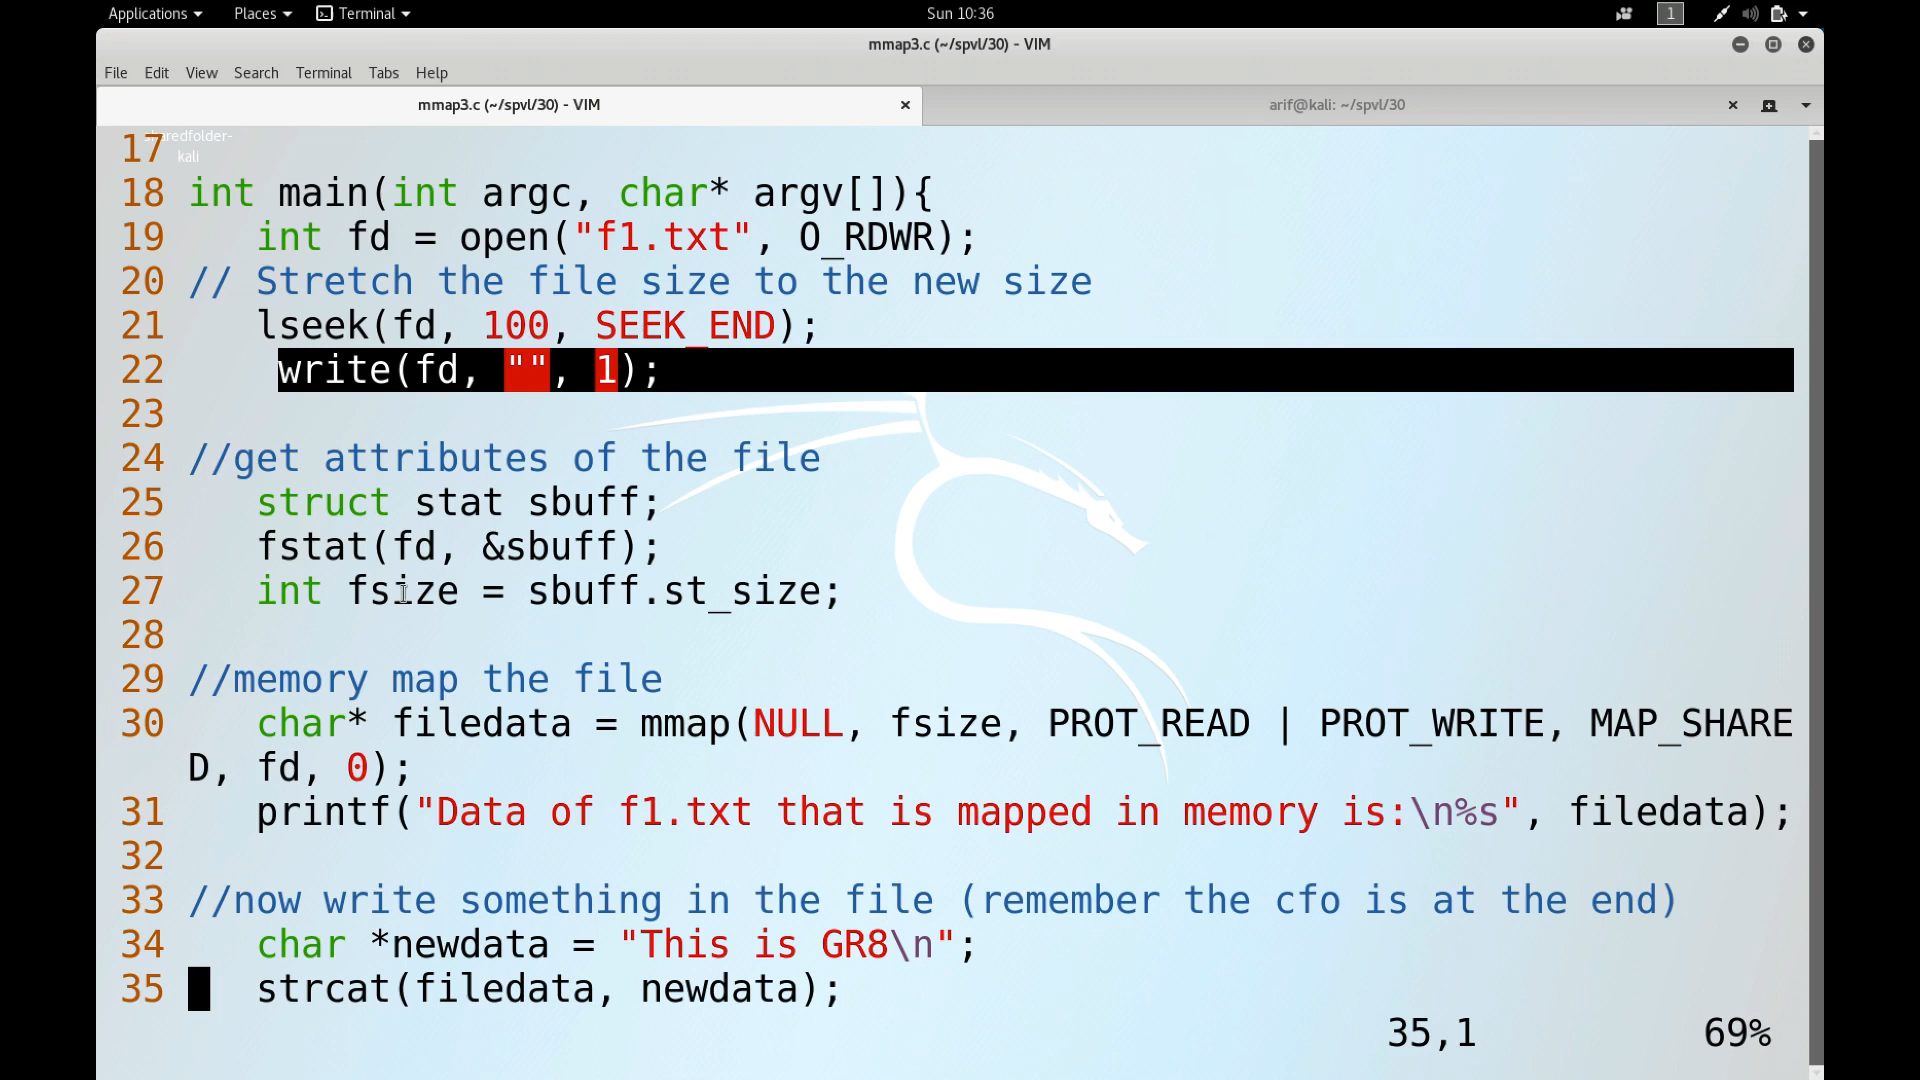 Applications Places Terminal Sun 10:36 1
mmap3.c (~/spvl/30) - VIM
File Edit View Search Terminal Tabs Help
mmap3.c (~/spvl/30) - VIM arif@kali: ~/spvl/30
sharedfolder-
kali
17
18 int main(int argc, char* argv[]){
19    int fd = open("f1.txt", O_RDWR);
20 // Stretch the file size to the new size
21    lseek(fd, 100, SEEK_END);
22     write(fd, "", 1);
23
24 //get attributes of the file
25    struct stat sbuff;
26    fstat(fd, &sbuff);
27    int fsize = sbuff.st_size;
28
29 //memory map the file
30    char* filedata = mmap(NULL, fsize, PROT_READ | PROT_WRITE, MAP_SHARE
D, fd, 0);
31    printf("Data of f1.txt that is mapped in memory is:\n%s", filedata);
32
33 //now write something in the file (remember the cfo is at the end)
34    char *newdata = "This is GR8\n";
35    strcat(filedata, newdata);
35,1 69%